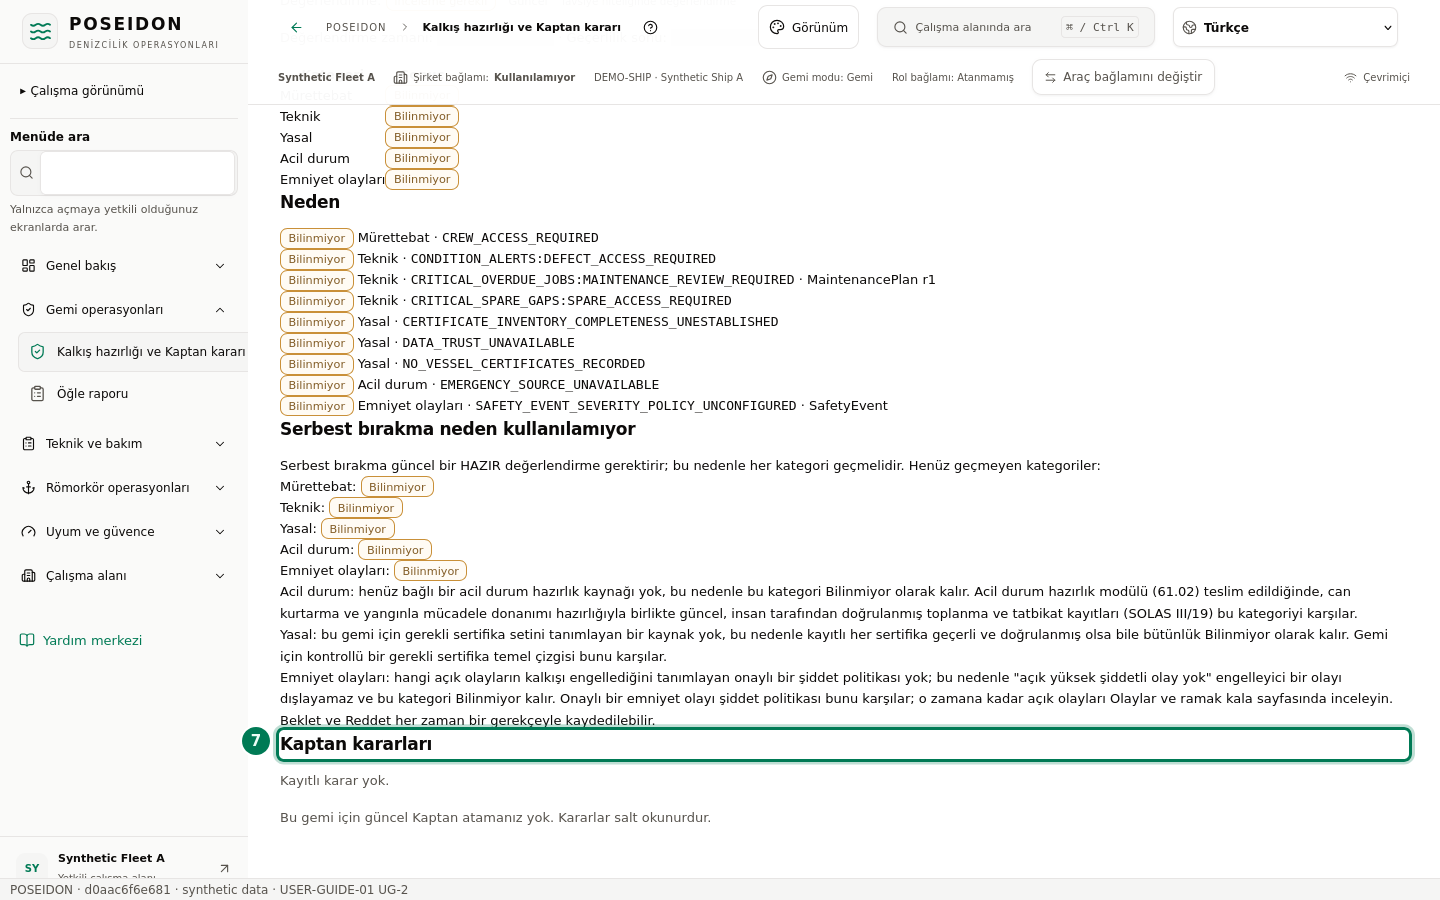 POSEIDON
DENİZCİLİK OPERASYONLARI
▸ Çalışma görünümü
Menüde ara
Yalnızca açmaya yetkili olduğunuz
ekranlarda arar.
Genel bakış
Gemi operasyonları
Kalkış hazırlığı ve Kaptan kararı
Öğle raporu
Teknik ve bakım
Römorkör operasyonları
Uyum ve güvence
Çalışma alanı
Yardım merkezi
SY
Synthetic Fleet A
POSEIDON
Kalkış hazırlığı ve Kaptan kararı
Görünüm
Çalışma alanında ara
⌘ / Ctrl K
Türkçe
Synthetic Fleet A
Şirket bağlamı: Kullanılamıyor
DEMO-SHIP · Synthetic Ship A
Gemi modu: Gemi
Rol bağlamı: Atanmamış
Araç bağlamını değiştir
Çevrimiçi
Teknik Bilinmiyor
Yasal Bilinmiyor
Acil durum Bilinmiyor
Emniyet olayları Bilinmiyor
Neden
Bilinmiyor Mürettebat · CREW_ACCESS_REQUIRED
Bilinmiyor Teknik · CONDITION_ALERTS:DEFECT_ACCESS_REQUIRED
Bilinmiyor Teknik · CRITICAL_OVERDUE_JOBS:MAINTENANCE_REVIEW_REQUIRED · MaintenancePlan r1
Bilinmiyor Teknik · CRITICAL_SPARE_GAPS:SPARE_ACCESS_REQUIRED
Bilinmiyor Yasal · CERTIFICATE_INVENTORY_COMPLETENESS_UNESTABLISHED
Bilinmiyor Yasal · DATA_TRUST_UNAVAILABLE
Bilinmiyor Yasal · NO_VESSEL_CERTIFICATES_RECORDED
Bilinmiyor Acil durum · EMERGENCY_SOURCE_UNAVAILABLE
Bilinmiyor Emniyet olayları · SAFETY_EVENT_SEVERITY_POLICY_UNCONFIGURED · SafetyEvent
Serbest bırakma neden kullanılamıyor
Serbest bırakma güncel bir HAZIR değerlendirme gerektirir; bu nedenle her kategori geçmelidir. Henüz geçmeyen kategoriler:
Mürettebat: Bilinmiyor
Teknik: Bilinmiyor
Yasal: Bilinmiyor
Acil durum: Bilinmiyor
Emniyet olayları: Bilinmiyor
Acil durum: henüz bağlı bir acil durum hazırlık kaynağı yok, bu nedenle bu kategori Bilinmiyor olarak kalır. Acil durum hazırlık modülü (61.02) teslim edildiğinde, can
kurtarma ve yangınla mücadele donanımı hazırlığıyla birlikte güncel, insan tarafından doğrulanmış toplanma ve tatbikat kayıtları (SOLAS III/19) bu kategoriyi karşılar.
Yasal: bu gemi için gerekli sertifika setini tanımlayan bir kaynak yok, bu nedenle kayıtlı her sertifika geçerli ve doğrulanmış olsa bile bütünlük Bilinmiyor olarak kalır. Gemi
için kontrollü bir gerekli sertifika temel çizgisi bunu karşılar.
Emniyet olayları: hangi açık olayların kalkışı engellediğini tanımlayan onaylı bir şiddet politikası yok; bu nedenle "açık yüksek şiddetli olay yok" engelleyici bir olayı
dışlayamaz ve bu kategori Bilinmiyor kalır. Onaylı bir emniyet olayı şiddet politikası bunu karşılar; o zamana kadar açık olayları Olaylar ve ramak kala sayfasında inceleyin.
Beklet ve Reddet her zaman bir gerekçeyle kaydedilebilir.
7
Kaptan kararları
Kayıtlı karar yok.
Bu gemi için güncel Kaptan atamanız yok. Kararlar salt okunurdur.
POSEIDON · d0aac6f6e681 · synthetic data · USER-GUIDE-01 UG-2